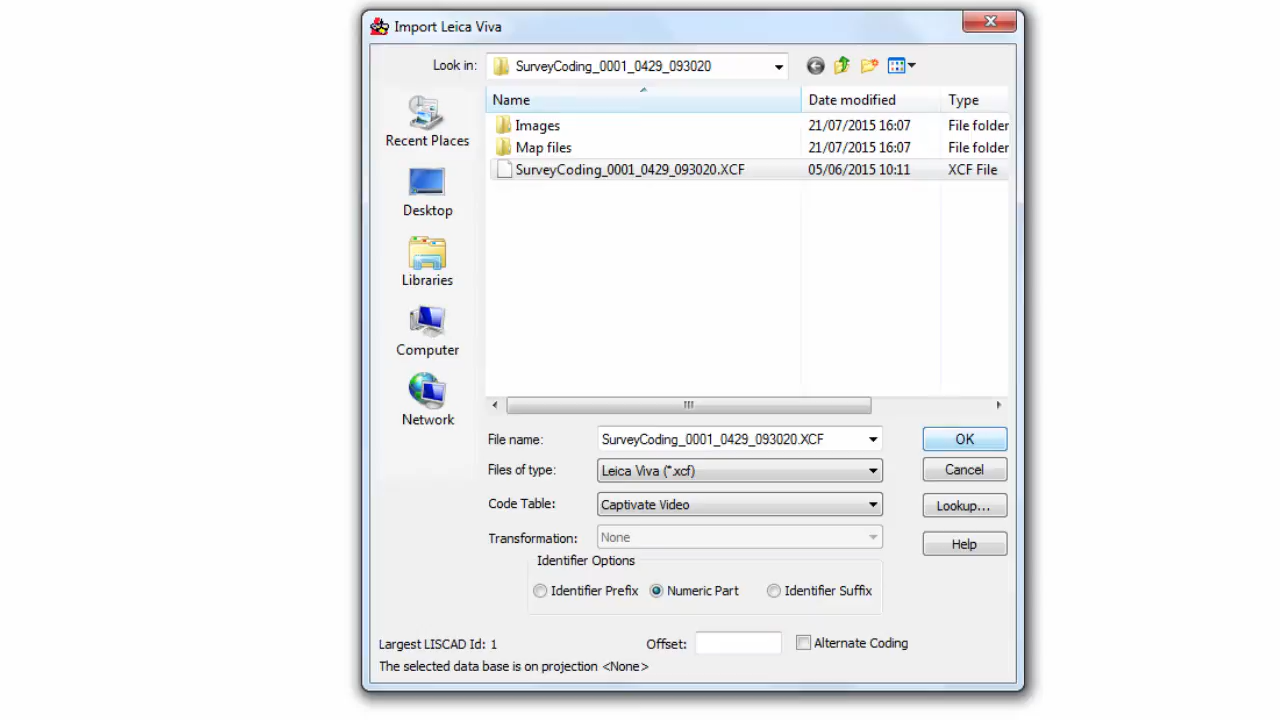 Import Leica Viva
Look in: SurveyCoding_0001_0429_093020
Name Date modified Type
Images 21/07/2015 16:07 File folder
Map files 21/07/2015 16:07 File folder
SurveyCoding_0001_0429_093020.XCF 05/06/2015 10:11 XCF File
Recent Places
Desktop
Libraries
Computer
Network
File name: SurveyCoding_0001_0429_093020.XCF OK
Files of type: Leica Viva (*.xcf) Cancel
Code Table: Captivate Video Lookup...
Transformation: None Help
Identifier Options
Identifier Prefix Numeric Part Identifier Suffix
Largest LISCAD Id: 1 Offset: Alternate Coding
The selected data base is on projection <None>